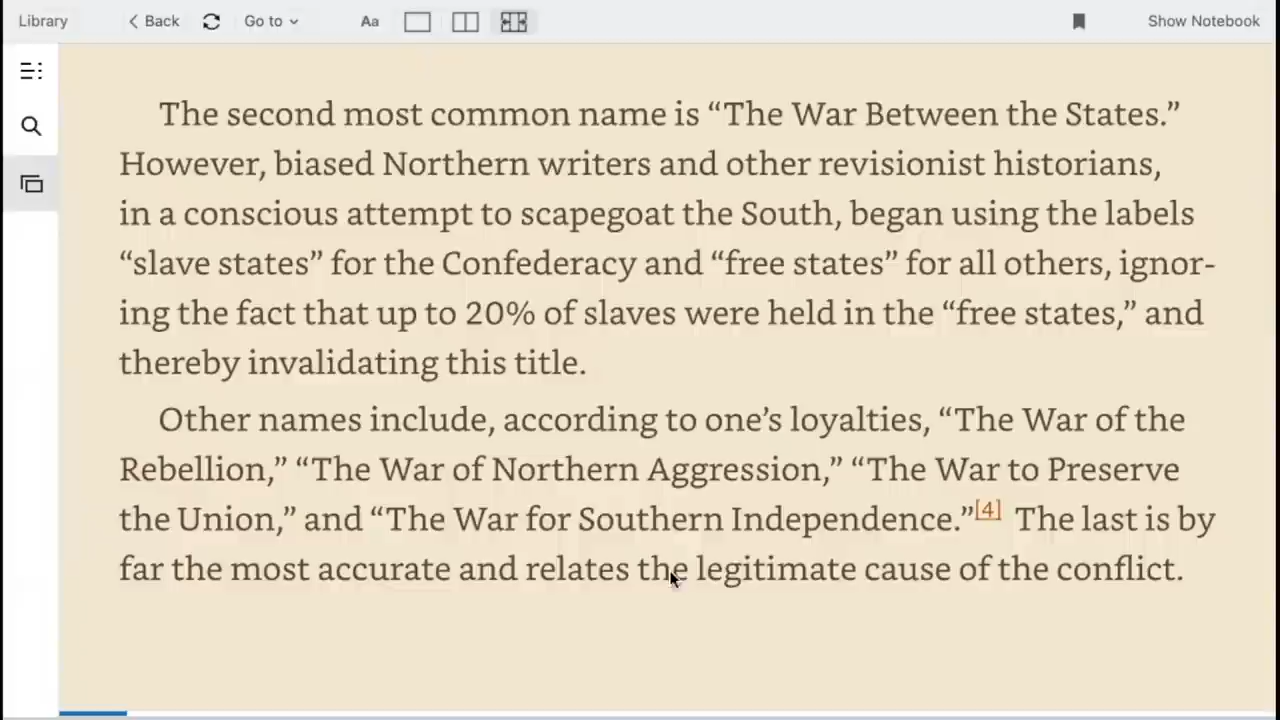 Library
Back
Go to
Aa
Show Notebook
The second most common name is “The War Between the States.”
However, biased Northern writers and other revisionist historians,
in a conscious attempt to scapegoat the South, began using the labels
“slave states” for the Confederacy and “free states” for all others, ignor-
ing the fact that up to 20% of slaves were held in the “free states,” and
thereby invalidating this title.
Other names include, according to one’s loyalties, “The War of the
Rebellion,” “The War of Northern Aggression,” “The War to Preserve
the Union,” and “The War for Southern Independence.”[4] The last is by
far the most accurate and relates the legitimate cause of the conflict.